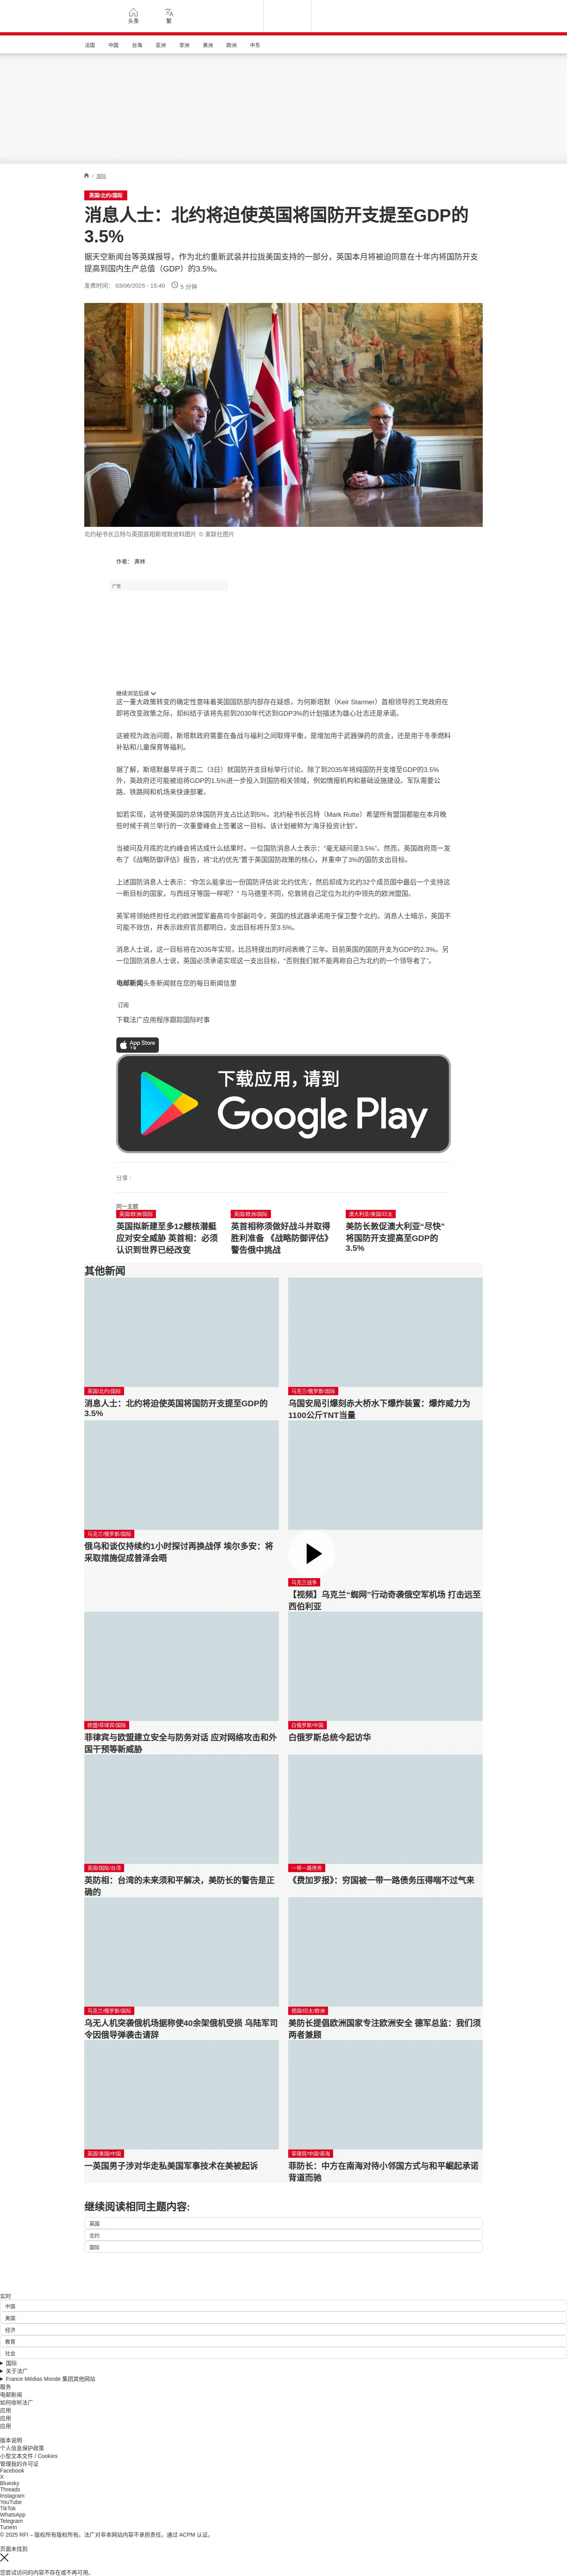 头条
繁
法国
中国
台海
亚洲
非洲
美洲
欧洲
中东
/ 国际
英国/北约/国际
消息人士：北约将迫使英国将国防开支提至GDP的
3.5%
据天空新闻台等英媒报导，作为北约重新武装并拉拢美国支持的一部分，英国本月将被迫同意在十年内将国防开支
提高到国内生产总值（GDP）的3.5%。
发表时间： 03/06/2025 - 15:40
5 分钟
北约秘书长吕特与英国首相斯塔默资料图片 © 美联社图片
作者： 弗林
广告
继续浏览后续
这一重大政策转变的确定性意味着英国国防部内部存在疑惑，为何斯塔默（Keir Starmer）首相领导的工党政府在
即将改变政策之际，却纠结于该将先前到2030年代达到GDP3%的计划描述为雄心壮志还是承诺。
这被视为政治问题，斯塔默政府需要在备战与福利之间取得平衡，是增加用于武器弹药的资金，还是用于冬季燃料
补贴和儿童保育等福利。
据了解，斯塔默最早将于周二（3日）就国防开支目标举行讨论。除了到2035年将纯国防开支增至GDP的3.5%
外，英政府还可能被迫将GDP的1.5%进一步投入到国防相关领域，例如情报机构和基础设施建设。军队需要公
路、铁路网和机场来快速部署。
如若实现，这将使英国的总体国防开支占比达到5%。北约秘书长吕特（Mark Rutte）希望所有盟国都能在本月晚
些时候于荷兰举行的一次重要峰会上签署这一目标。该计划被称为“海牙投资计划”。
当被问及月底的北约峰会将达成什么结果时，一位国防消息人士表示：“毫无疑问是3.5%”。然而，英国政府周一发
布了《战略防御评估》报告，将“北约优先”置于英国国防政策的核心，并重申了3%的国防支出目标。
上述国防消息人士表示：“你怎么能拿出一份国防评估说‘北约优先’，然后却成为北约32个成员国中最后一个支持这
一新目标的国家，与西班牙等国一样呢？” 与马德里不同，伦敦将自己定位为北约中领先的欧洲盟国。
英军将领始终担任北约欧洲盟军最高司令部副司令，英国的核武器承诺用于保卫整个北约。消息人士暗示，英国不
可能不效仿，并表示政府官员都明白，支出目标将升至3.5%。
消息人士说，这一目标将在2035年实现，比吕特提出的时间表晚了三年。目前英国的国防开支为GDP的2.3%。另
一位国防消息人士说，英国必须承诺实现这一支出目标，“否则我们就不能再称自己为北约的一个领导者了”。
电邮新闻头条新闻就在您的每日新闻信里
订阅
下载法广应用程序跟踪国际时事
App Store
下载
下载应用，请到
Google Play
分享 :
同一主题
英国/欧洲/国际
英国拟新建至多12艘核潜艇
应对安全威胁 英首相：必须
认识到世界已经改变
英国/欧洲/国际
英首相称须做好战斗并取得
胜利准备 《战略防御评估》
警告俄中挑战
澳大利亚/美国/印太
美防长敦促澳大利亚“尽快”
将国防开支提高至GDP的
3.5%
其他新闻
英国/北约/国际
消息人士：北约将迫使英国将国防开支提至GDP的
3.5%
乌克兰/俄罗斯/国际
乌国安局引爆刻赤大桥水下爆炸装置：爆炸威力为
1100公斤TNT当量
乌克兰/俄罗斯/国际
俄乌和谈仅持续约1小时探讨再换战俘 埃尔多安：将
采取措施促成普泽会晤
乌克兰战争
【视频】乌克兰“蜘网”行动奇袭俄空军机场 打击远至
西伯利亚
欧盟/菲律宾/国际
菲律宾与欧盟建立安全与防务对话 应对网络攻击和外
国干预等新威胁
白俄罗斯/中国
白俄罗斯总统今起访华
英国/国际/台湾
英防相：台湾的未来须和平解决，美防长的警告是正
确的
一带一路债务
《费加罗报》：穷国被一带一路债务压得喘不过气来
乌克兰/俄罗斯/国际
乌无人机突袭俄机场据称使40余架俄机受损 乌陆军司
令因俄导弹袭击请辞
德国/印太/欧洲
美防长提倡欧洲国家专注欧洲安全 德军总监：我们须
两者兼顾
英国/美国/中国
一英国男子涉对华走私美国军事技术在美被起诉
菲律宾/中国/南海
菲防长：中方在南海对待小邻国方式与和平崛起承诺
背道而驰
继续阅读相同主题内容:
英国
北约
国际
实时
中国
美国
经济
教育
社会
国际
关于法广
France Médias Monde 集团其他网站
服务
电邮新闻
如何收听法广
应用
应用
应用
版本说明
个人信息保护政策
小型文本文件 / Cookies
管理我的许可证
Facebook
X
Bluesky
Threads
Instagram
YouTube
TikTok
WhatsApp
Telegram
TuneIn
© 2025 RFI – 版权所有版权所有。法广对非本网站内容不承担责任。通过 ACPM 认证。
页面未找到
您尝试访问的内容不存在或不再可用。